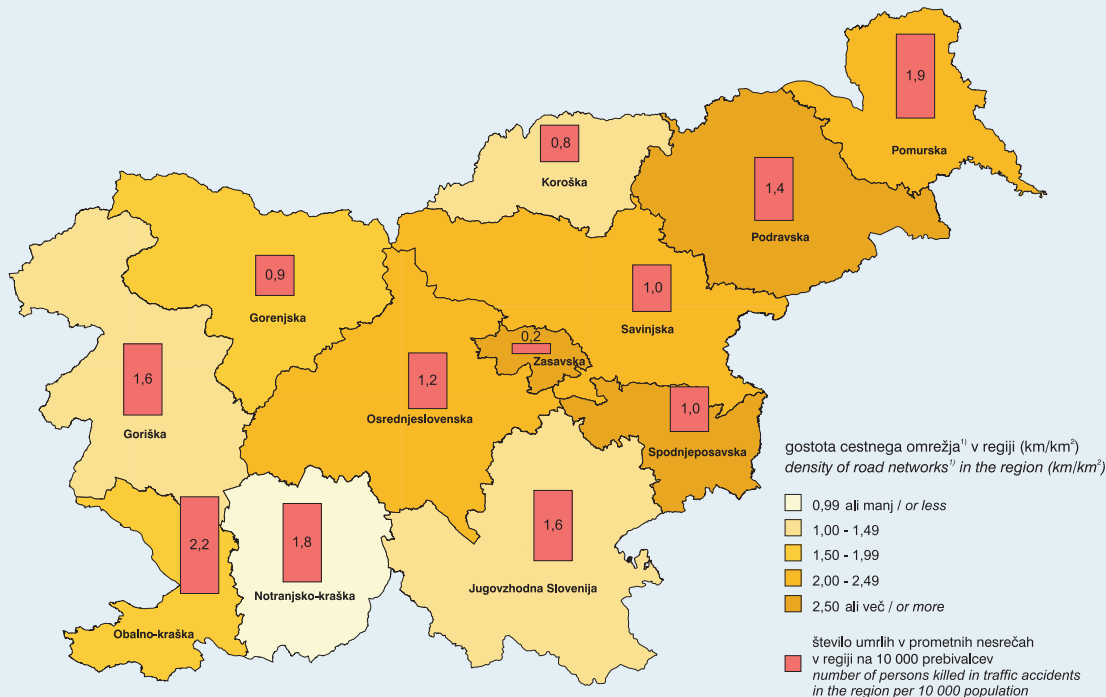 1,9
Pomurska
0,8
Koroška
1,4
Podravska
0,9
Gorenjska
1,0
Savinjska
0,2
Zasavska
1,6
Goriška
1,2
Osrednjeslovenska
1,0
Spodnjeposavska
2,2
Obalno-kraška
1,8
Notranjsko-kraška
1,6
Jugovzhodna Slovenija
gostota cestnega omrežja¹⁾ v regiji (km/km²)
density of road networks¹⁾ in the region (km/km²)
0,99 ali manj / or less
1,00 - 1,49
1,50 - 1,99
2,00 - 2,49
2,50 ali več / or more
število umrlih v prometnih nesrečah
v regiji na 10 000 prebivalcev
number of persons killed in traffic accidents
in the region per 10 000 population